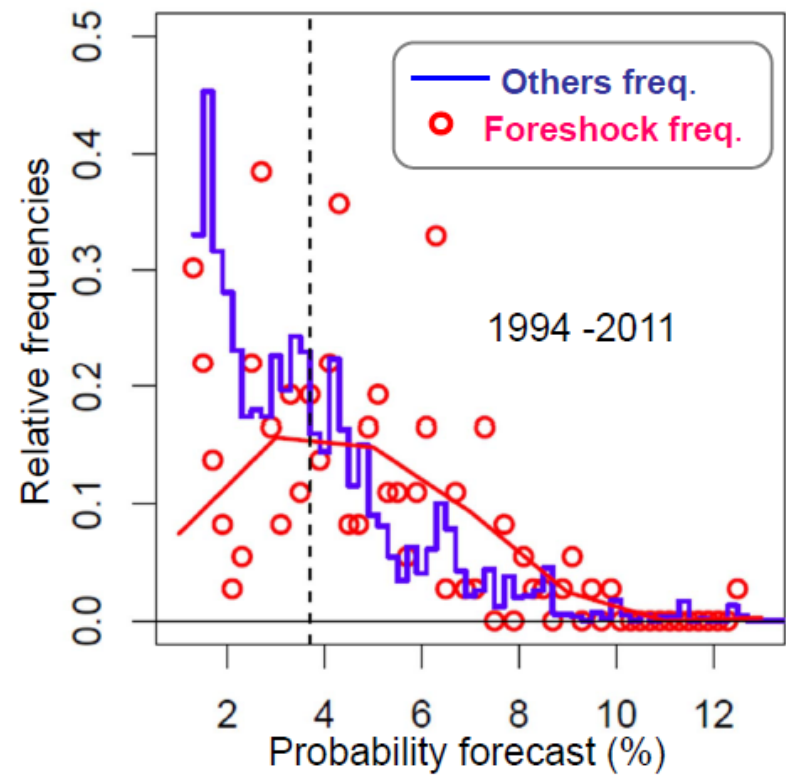 Others freq.
Foreshock freq.
1994 -2011
Relative frequencies
0.5
0.4
0.3
0.2
0.1
0.0
2 4 6 8 10 12
Probability forecast (%)